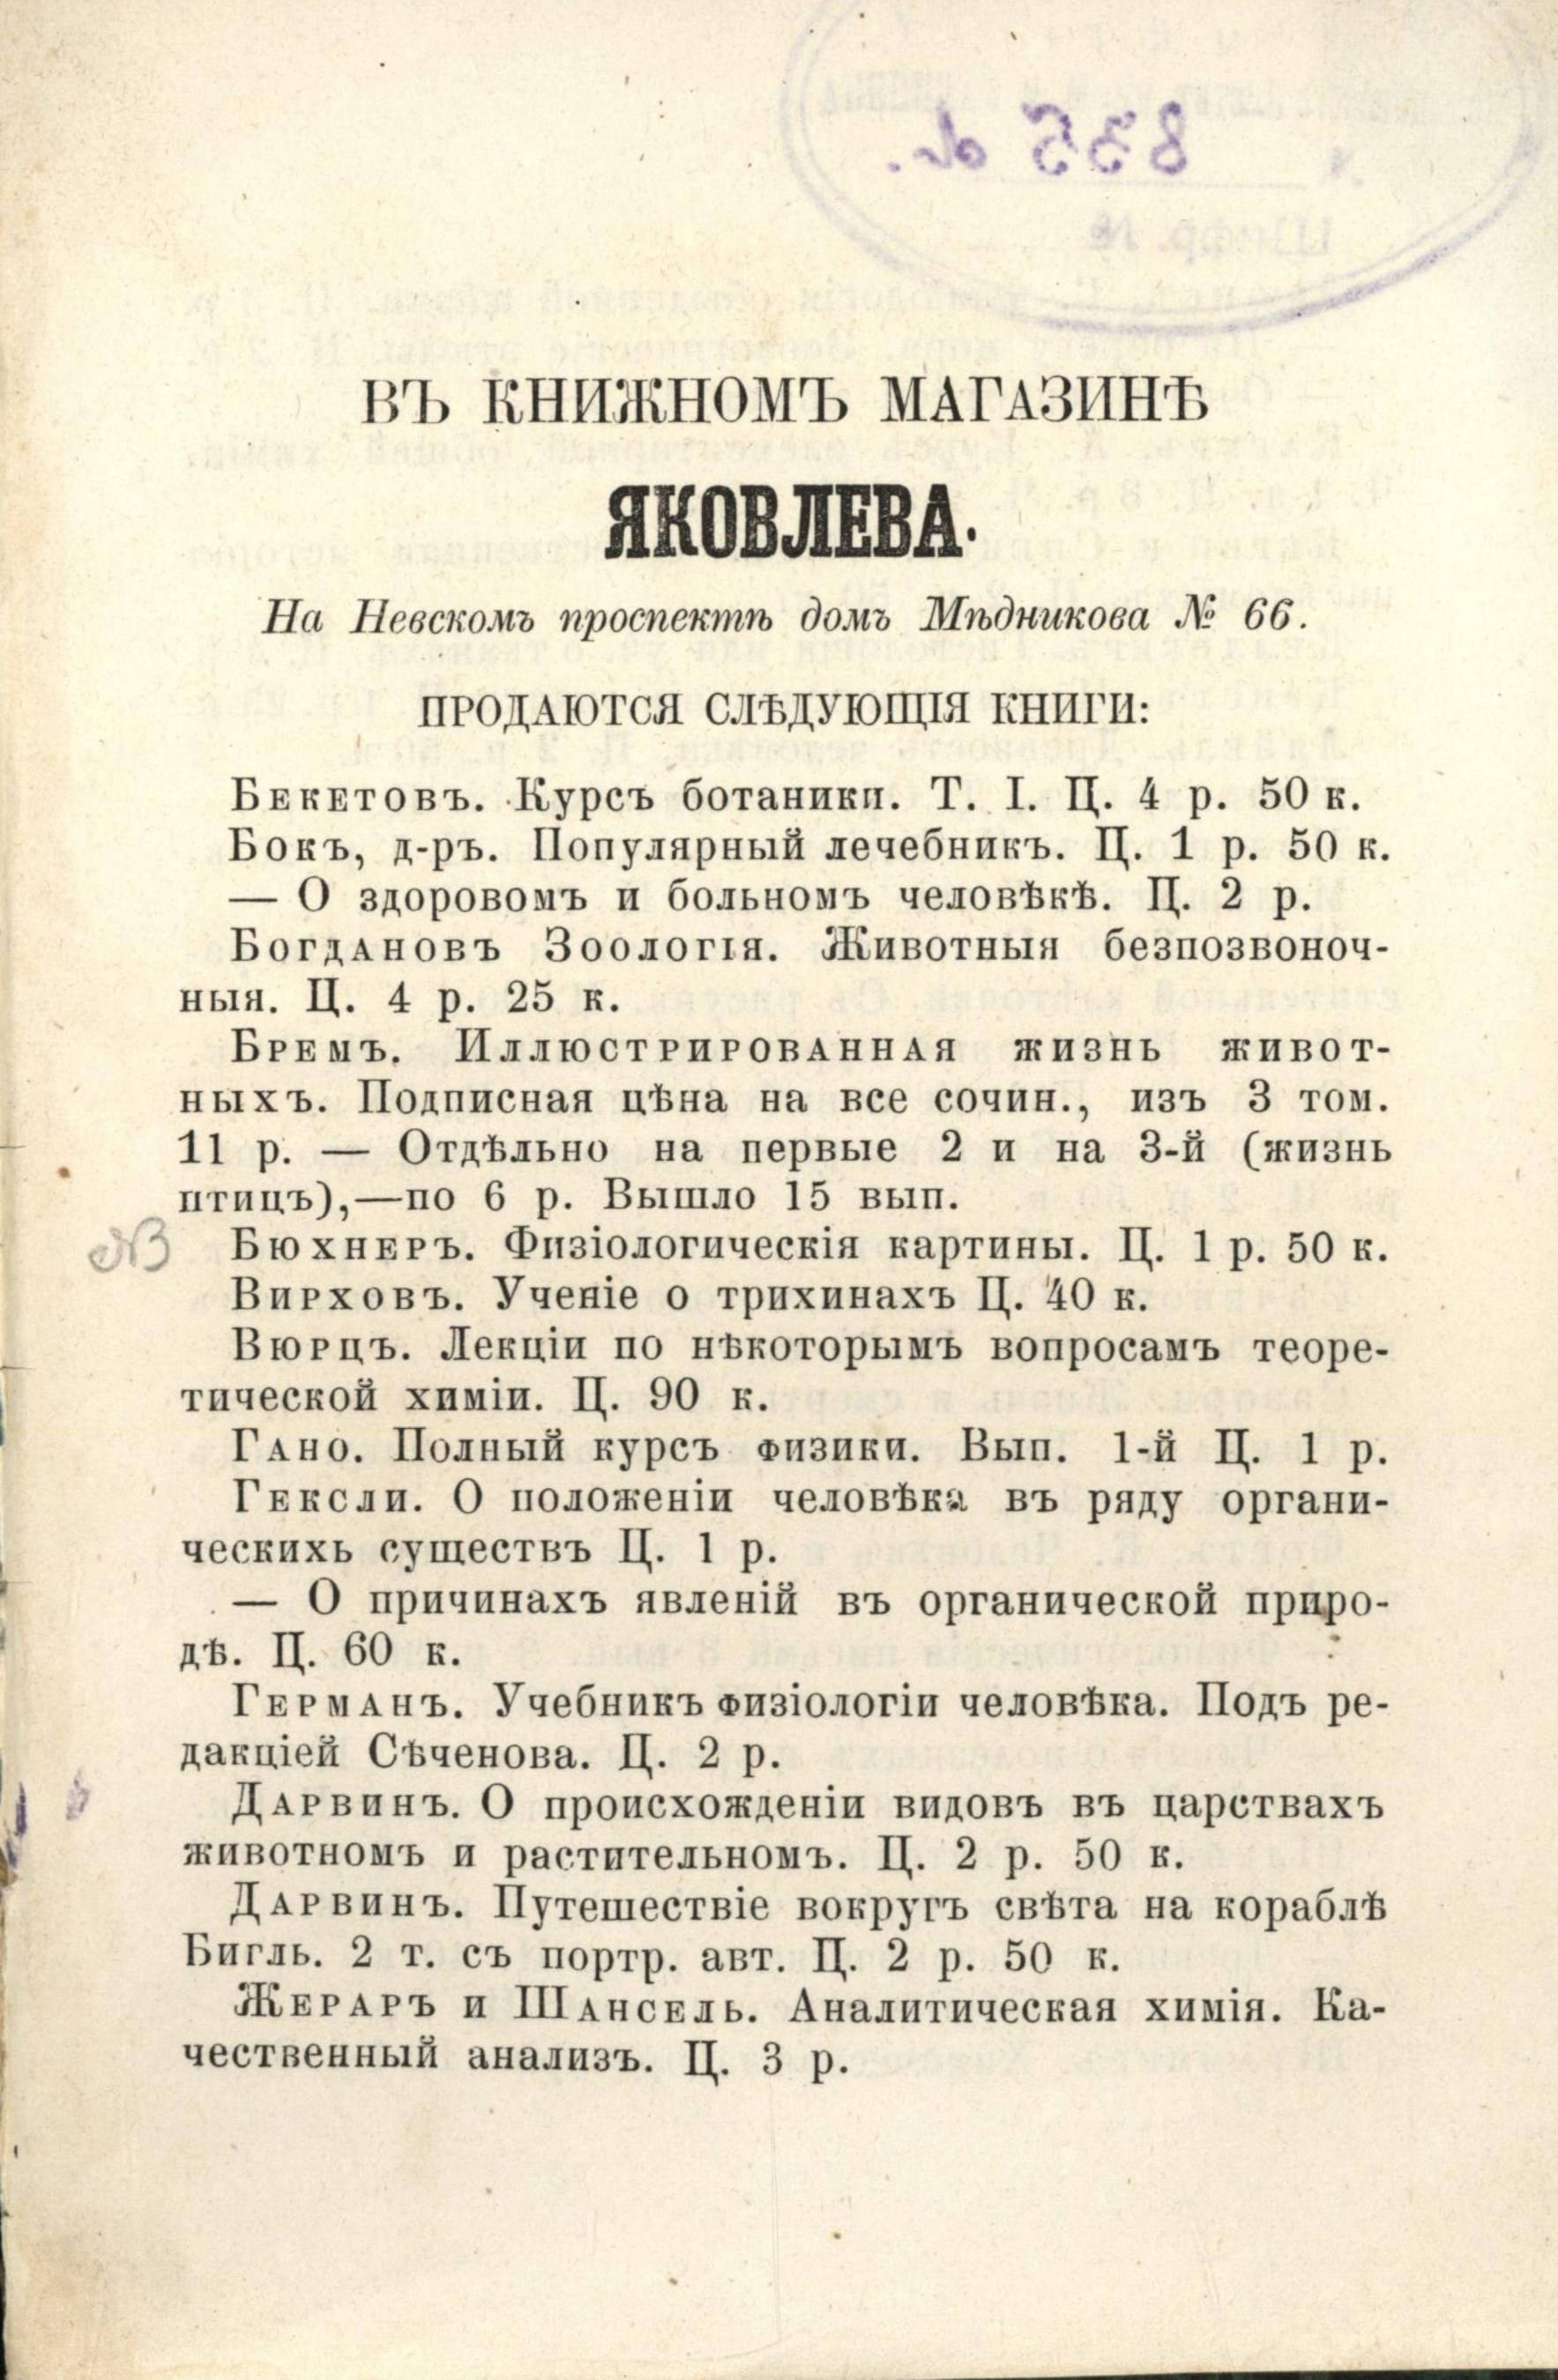 835 d.
Шифр. №
ВЪ КНИЖНОМЪ МАГАЗИНѢ
ЯКОВЛЕВА.
На Невскомъ проспектѣ домъ Мѣдникова № 66.
ПРОДАЮТСЯ СЛѢДУЮЩІЯ КНИГИ:
Бекетовъ. Курсъ ботаники. Т. I. Ц. 4 р. 50 к.
Бокъ, д-ръ. Популярный лечебникъ. Ц. 1 р. 50 к.
— О здоровомъ и больномъ человѣкѣ. Ц. 2 р.
Богдановъ Зоологія. Животныя безпозвоноч-
ныя. Ц. 4 р. 25 к.
Бремъ. Иллюстрированная жизнь живот-
ныхъ. Подписная цѣна на все сочин., изъ 3 том.
11 р. — Отдѣльно на первые 2 и на 3-й (жизнь
птицъ),—по 6 р. Вышло 15 вып.
NB Бюхнеръ. Физіологическія картины. Ц. 1 р. 50 к.
Вирховъ. Ученіе о трихинахъ Ц. 40 к.
Вюрцъ. Лекціи по нѣкоторымъ вопросамъ теоре-
тической химіи. Ц. 90 к.
Гано. Полный курсъ физики. Вып. 1-й Ц. 1 р.
Гексли. О положеніи человѣка въ ряду органи-
ческихь существъ Ц. 1 р.
— О причинахъ явленій въ органической приро-
дѣ. Ц. 60 к.
Германъ. Учебникъ физіологіи человѣка. Подъ ре-
дакціей Сѣченова. Ц. 2 р.
Дарвинъ. О происхожденіи видовъ въ царствахъ
животномъ и растительномъ. Ц. 2 р. 50 к.
Дарвинъ. Путешествіе вокругъ свѣта на кораблѣ
Бигль. 2 т. съ портр. авт. Ц. 2 р. 50 к.
Жераръ и Шансель. Аналитическая химія. Ка-
чественный анализъ. Ц. 3 р.